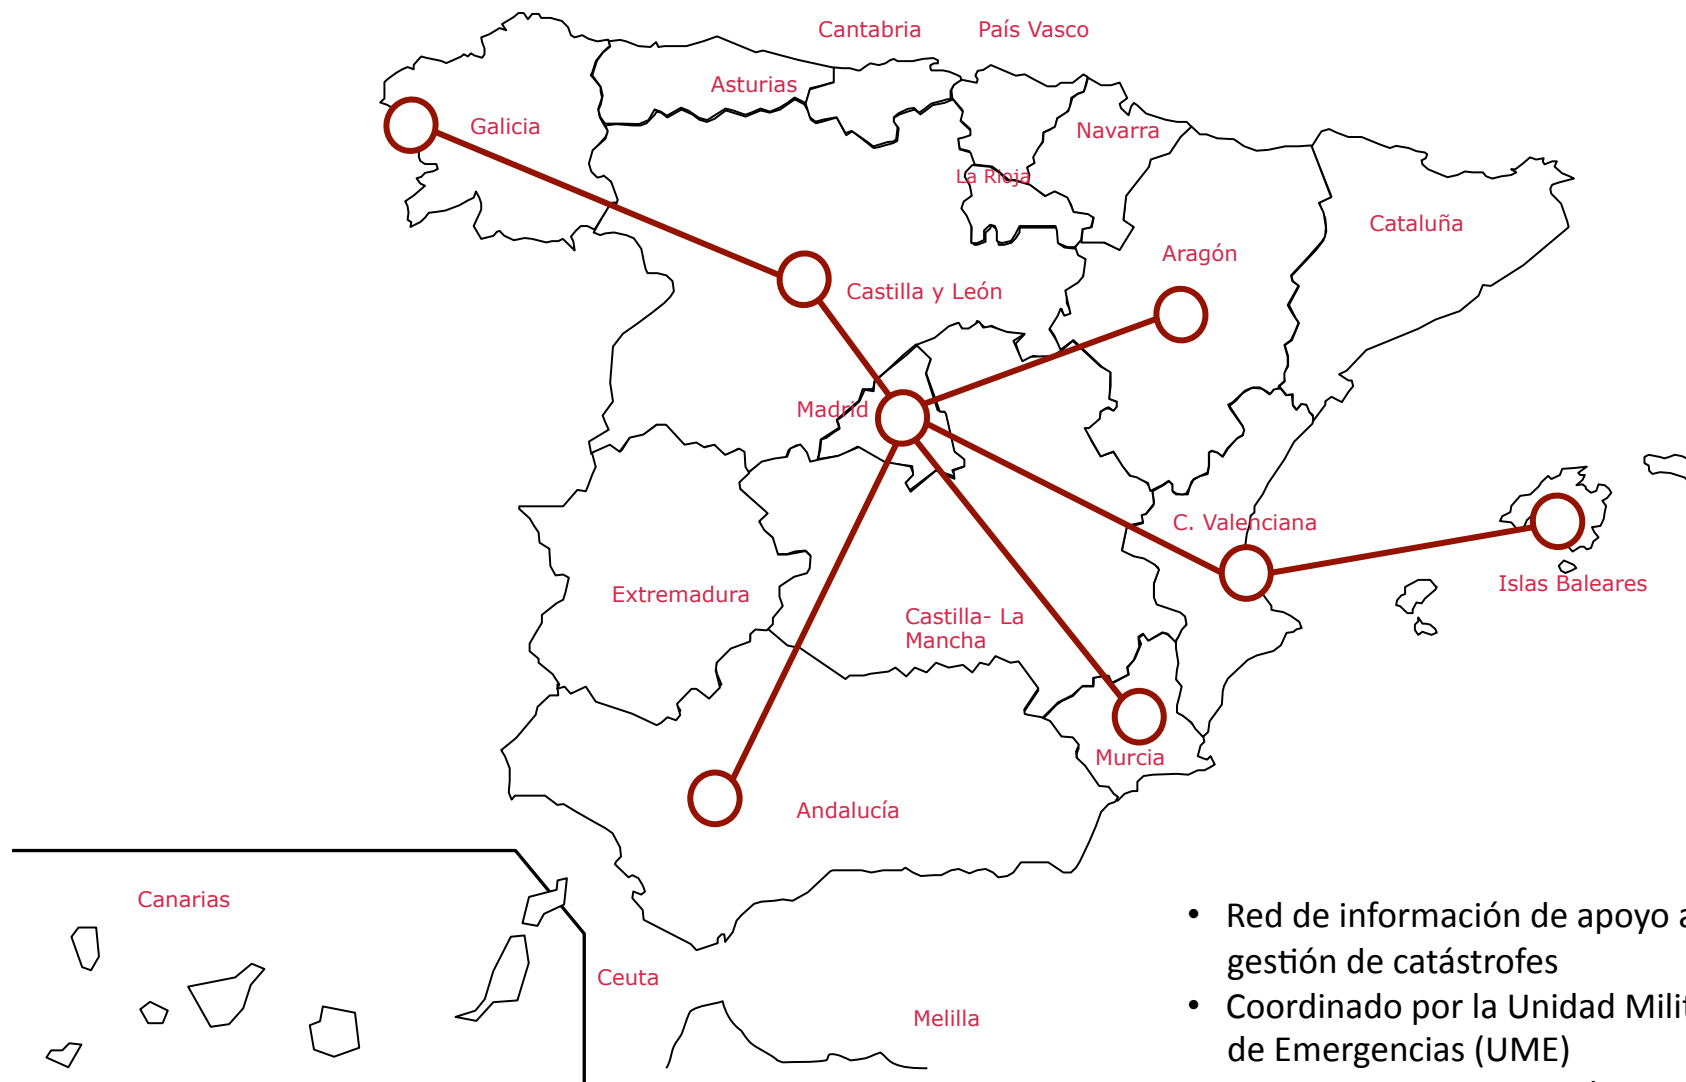 Cantabria
País Vasco
Asturias
Galicia
Navarra
La Rioja
Cataluña
Aragón
Castilla y León
Madrid
C. Valenciana
Islas Baleares
Extremadura
Castilla- La
Mancha
Murcia
Andalucía
Canarias
Ceuta
Melilla
• Red de información de apoyo a
gestión de catástrofes
• Coordinado por la Unidad Milit
de Emergencias (UME)